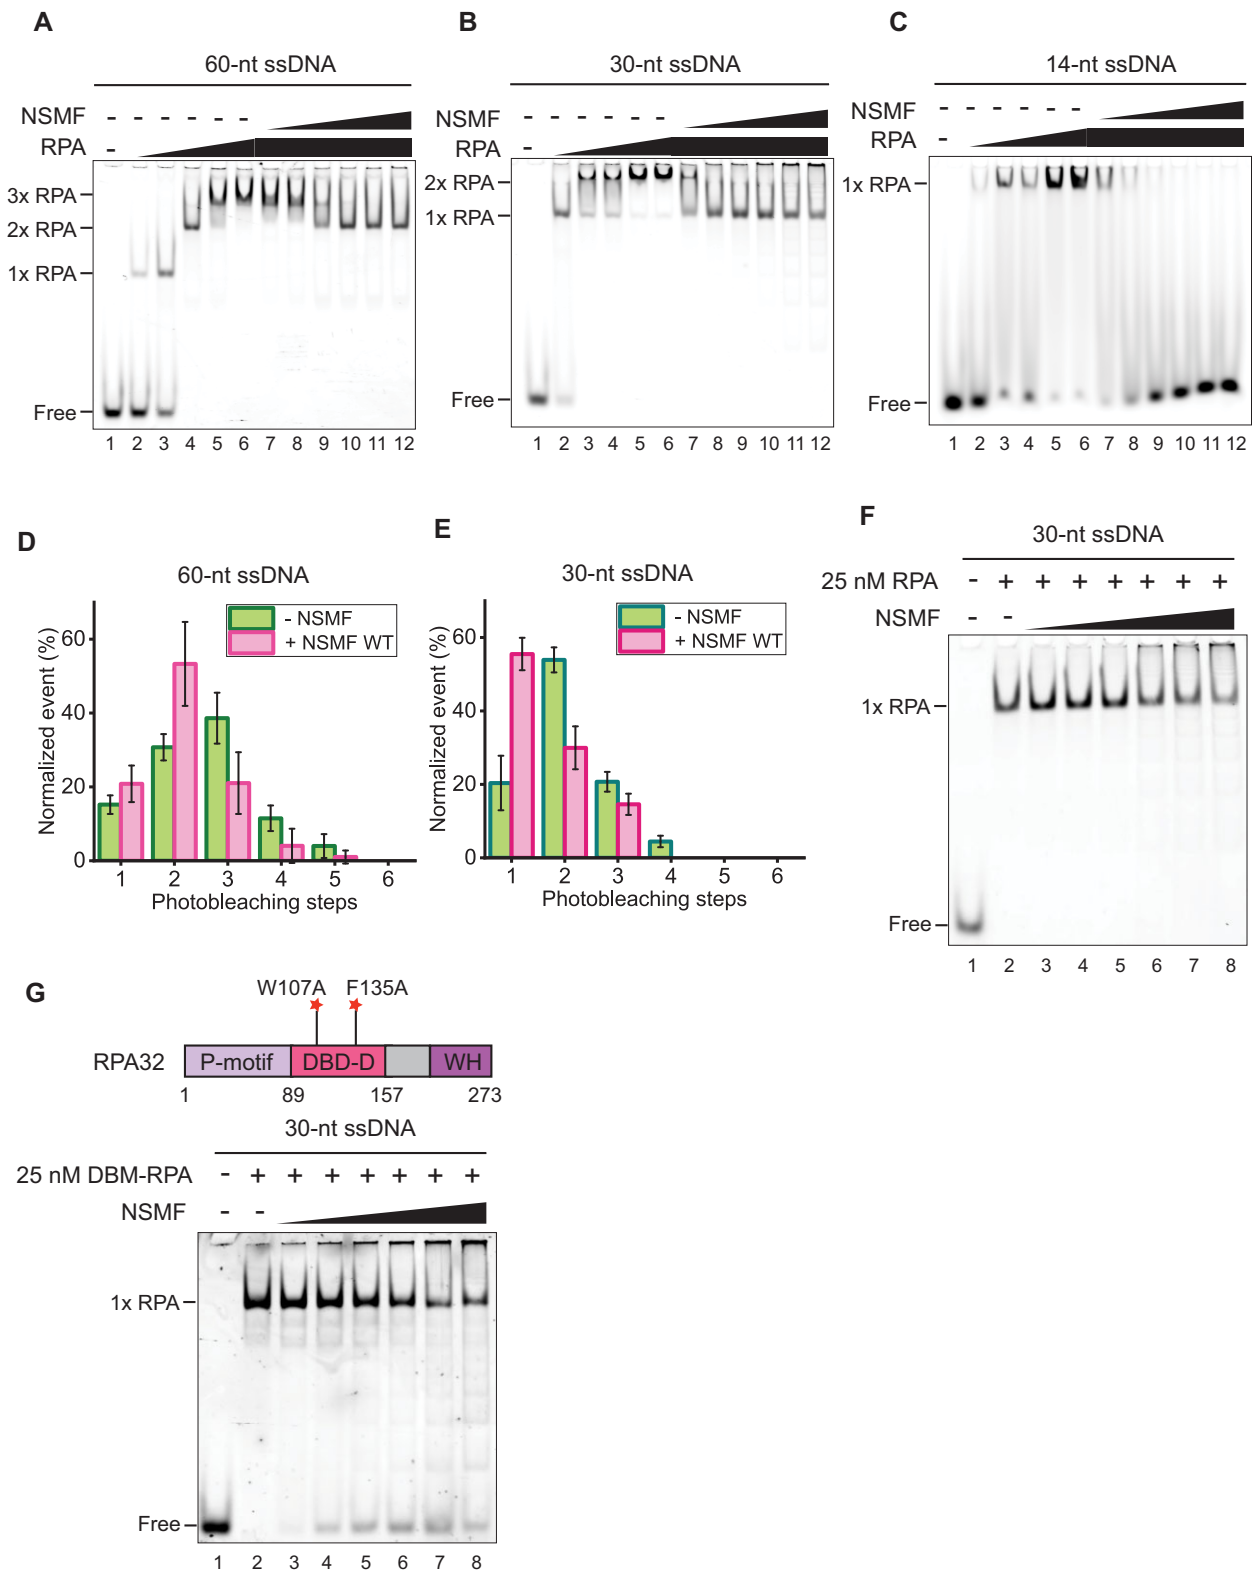 A
60-nt ssDNA
NSMF - - - - - -
RPA -
3x RPA
2x RPA
1x RPA
Free
1 2 3 4 5 6 7 8 9 10 11 12
B
30-nt ssDNA
NSMF - - - - - -
RPA -
2x RPA
1x RPA
Free
1 2 3 4 5 6 7 8 9 10 11 12
C
14-nt ssDNA
NSMF - - - - - -
RPA -
1x RPA
Free
1 2 3 4 5 6 7 8 9 10 11 12
D
60-nt ssDNA
- NSMF
+ NSMF WT
Normalized event (%)
60
40
20
0
1 2 3 4 5 6
Photobleaching steps
E
30-nt ssDNA
- NSMF
+ NSMF WT
Normalized event (%)
60
40
20
0
1 2 3 4 5 6
Photobleaching steps
F
30-nt ssDNA
25 nM RPA - + + + + + + +
NSMF - -
1x RPA
Free
1 2 3 4 5 6 7 8
G
W107A F135A
RPA32 P-motif DBD-D WH
1 89 157 273
30-nt ssDNA
25 nM DBM-RPA - + + + + + + +
NSMF - -
1x RPA
Free
1 2 3 4 5 6 7 8